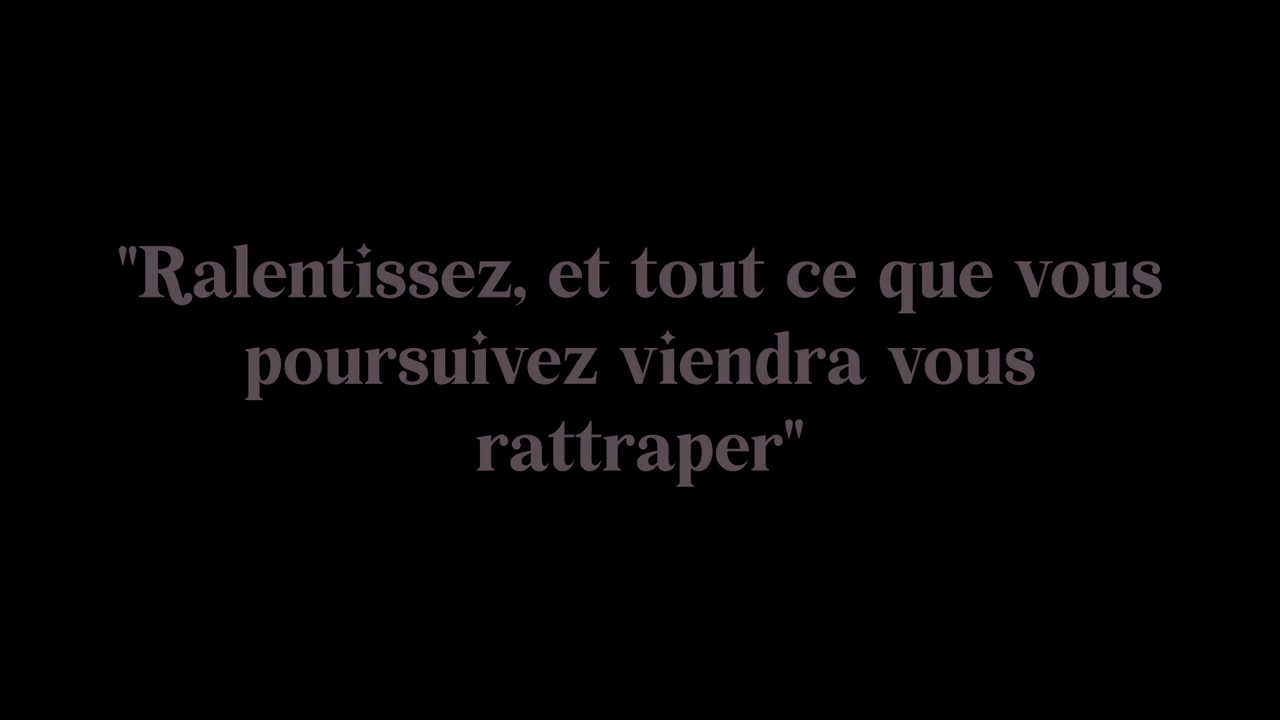 "Ralentissez, et tout ce que vous
poursuivez viendra vous
rattraper"